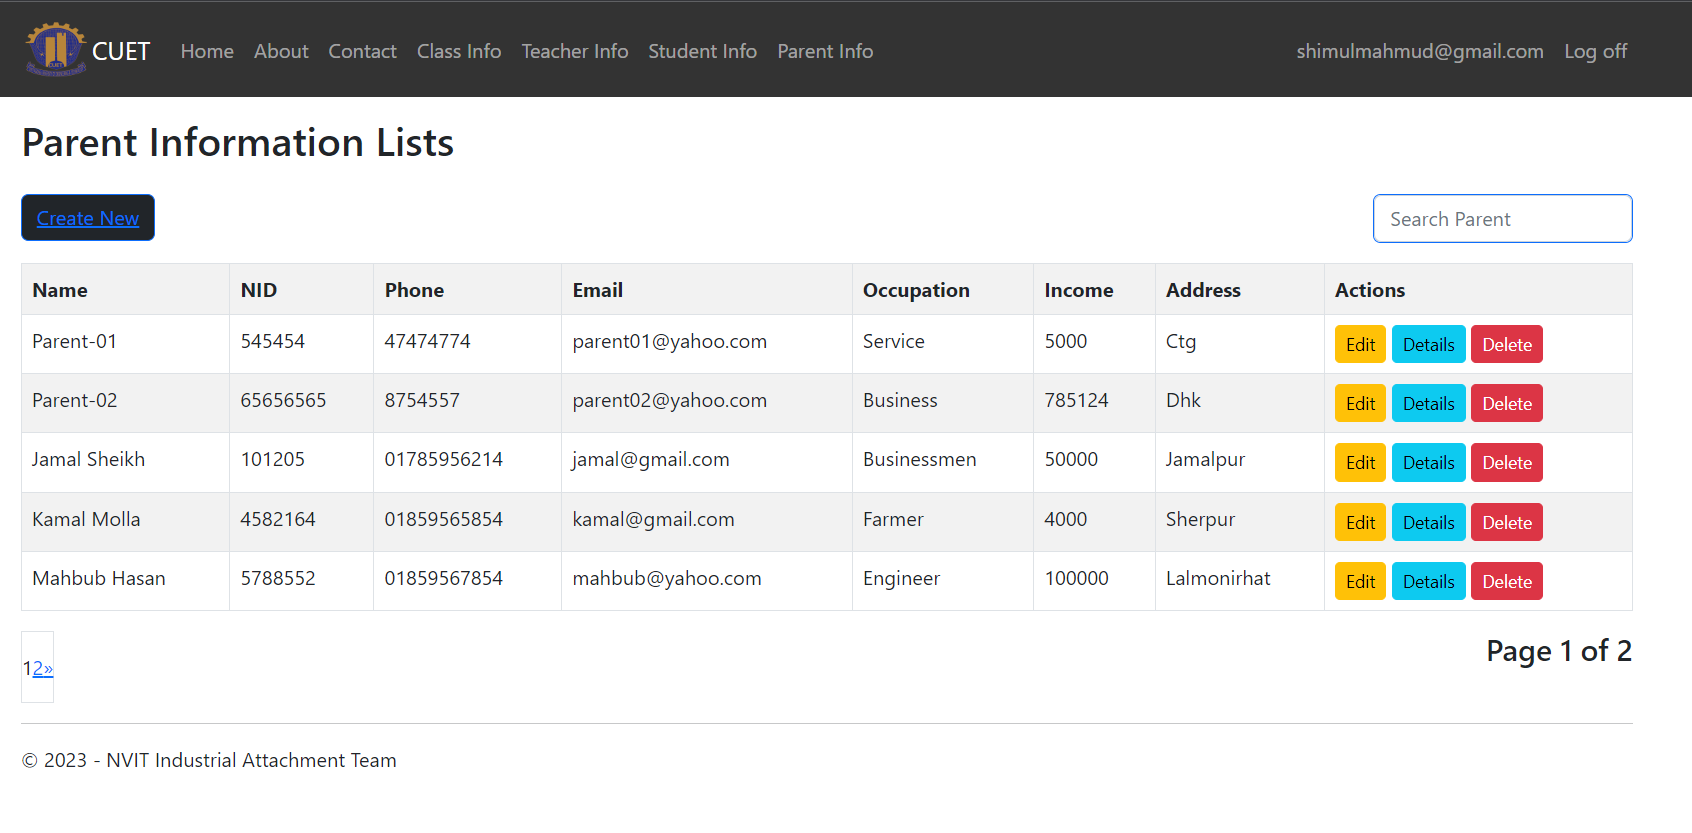 CUET Home About Contact Class Info Teacher Info Student Info Parent Info shimulmahmud@gmail.com Log off
Parent Information Lists
Create New Search Parent
Name NID Phone Email Occupation Income Address Actions
Parent-01 545454 47474774 parent01@yahoo.com Service 5000 Ctg Edit Details Delete
Parent-02 65656565 8754557 parent02@yahoo.com Business 785124 Dhk Edit Details Delete
Jamal Sheikh 101205 01785956214 jamal@gmail.com Businessmen 50000 Jamalpur Edit Details Delete
Kamal Molla 4582164 01859565854 kamal@gmail.com Farmer 4000 Sherpur Edit Details Delete
Mahbub Hasan 5788552 01859567854 mahbub@yahoo.com Engineer 100000 Lalmonirhat Edit Details Delete
12» Page 1 of 2
© 2023 - NVIT Industrial Attachment Team